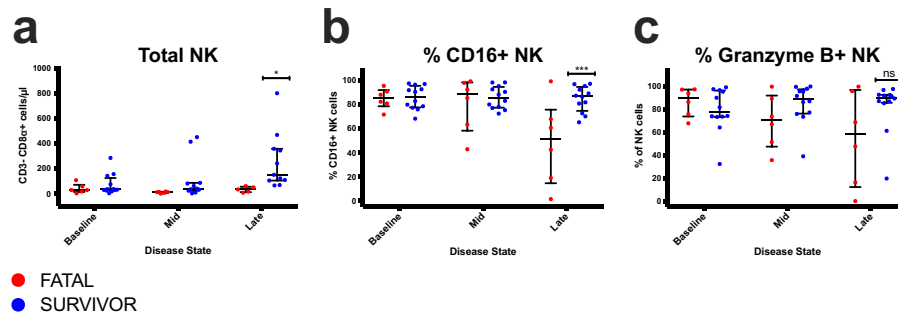 a
Total NK
CD3- CD8α+ cells/µl
1000
800
600
400
200
0
*
Baseline
Mid
Late
Disease State
b
% CD16+ NK
% CD16+ NK cells
100
80
60
40
20
0
***
Baseline
Mid
Late
Disease State
c
% Granzyme B+ NK
% of NK cells
100
80
60
40
20
0
ns
Baseline
Mid
Late
Disease State
FATAL
SURVIVOR